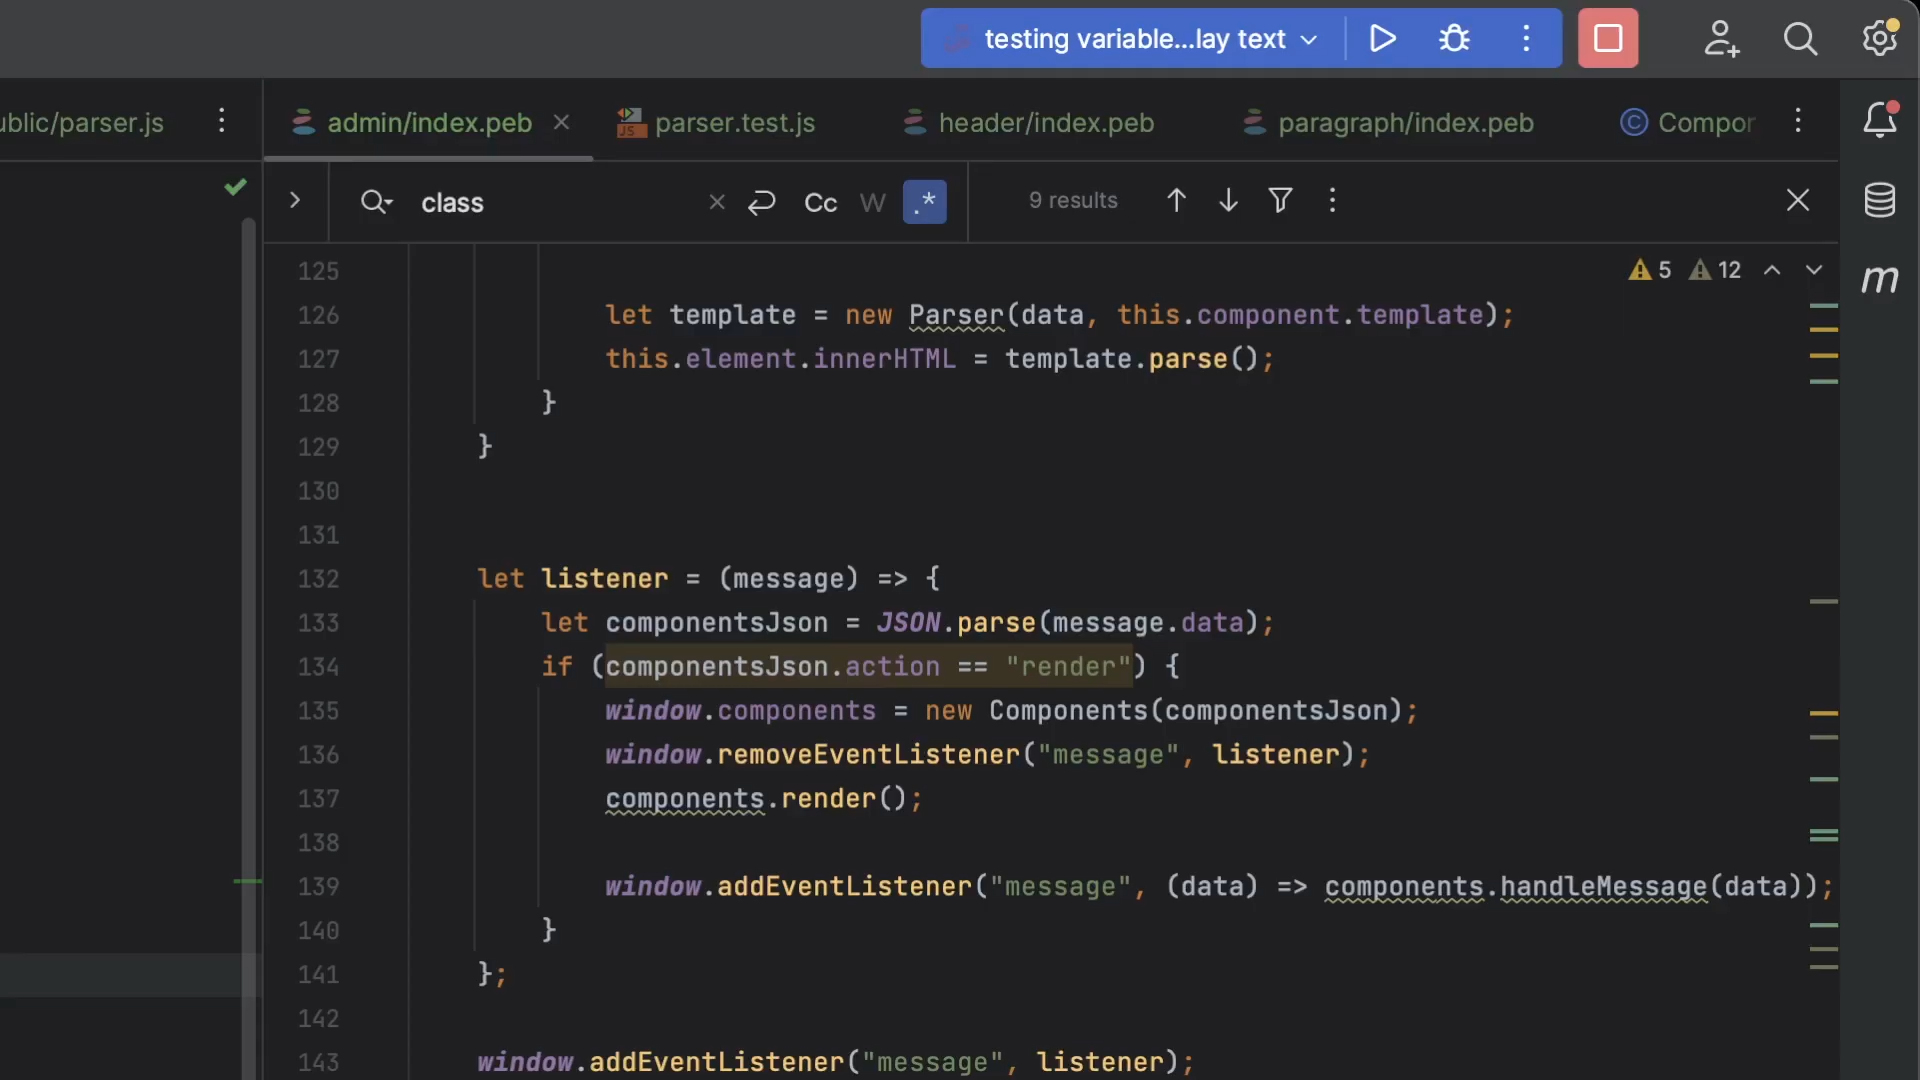 testing variable...lay text
ublic/parser.js
admin/index.peb
parser.test.js
header/index.peb
paragraph/index.peb
Compor
class
Cc
W
.*
9 results
5
12
m
125
126 let template = new Parser(data, this.component.template);
127 this.element.innerHTML = template.parse();
128 }
129 }
130
131
132 let listener = (message) => {
133 let componentsJson = JSON.parse(message.data);
134 if (componentsJson.action == "render") {
135 window.components = new Components(componentsJson);
136 window.removeEventListener("message", listener);
137 components.render();
138
139 window.addEventListener("message", (data) => components.handleMessage(data));
140 }
141 };
142
143 window.addEventListener("message", listener);